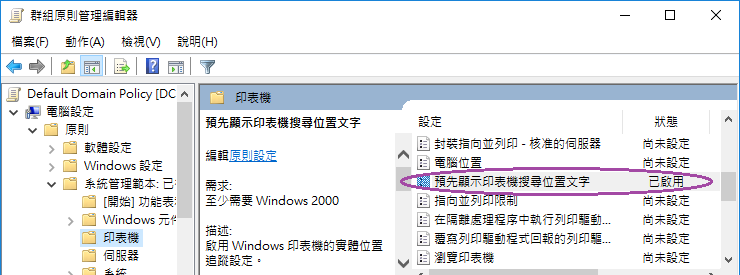 群組原則管理編輯器
檔案(F) 動作(A) 檢視(V) 說明(H)
Default Domain Policy [DC
電腦設定
原則
軟體設定
Windows 設定
系統管理範本: 已
[開始] 功能表
Windows 元件
印表機
伺服器
系統
印表機
預先顯示印表機搜尋位置文字
編輯原則設定
需求:
至少需要 Windows 2000
描述:
啟用 Windows 印表機的實體位置
追蹤設定。
設定 狀態
封裝指向並列印 - 核准的伺服器 尚未設定
電腦位置 尚未設定
預先顯示印表機搜尋位置文字 已啟用
指向並列印限制 尚未設定
在隔離處理程序中執行列印驅動... 尚未設定
覆寫列印驅動程式回報的列印驅... 尚未設定
瀏覽印表機 尚未設定